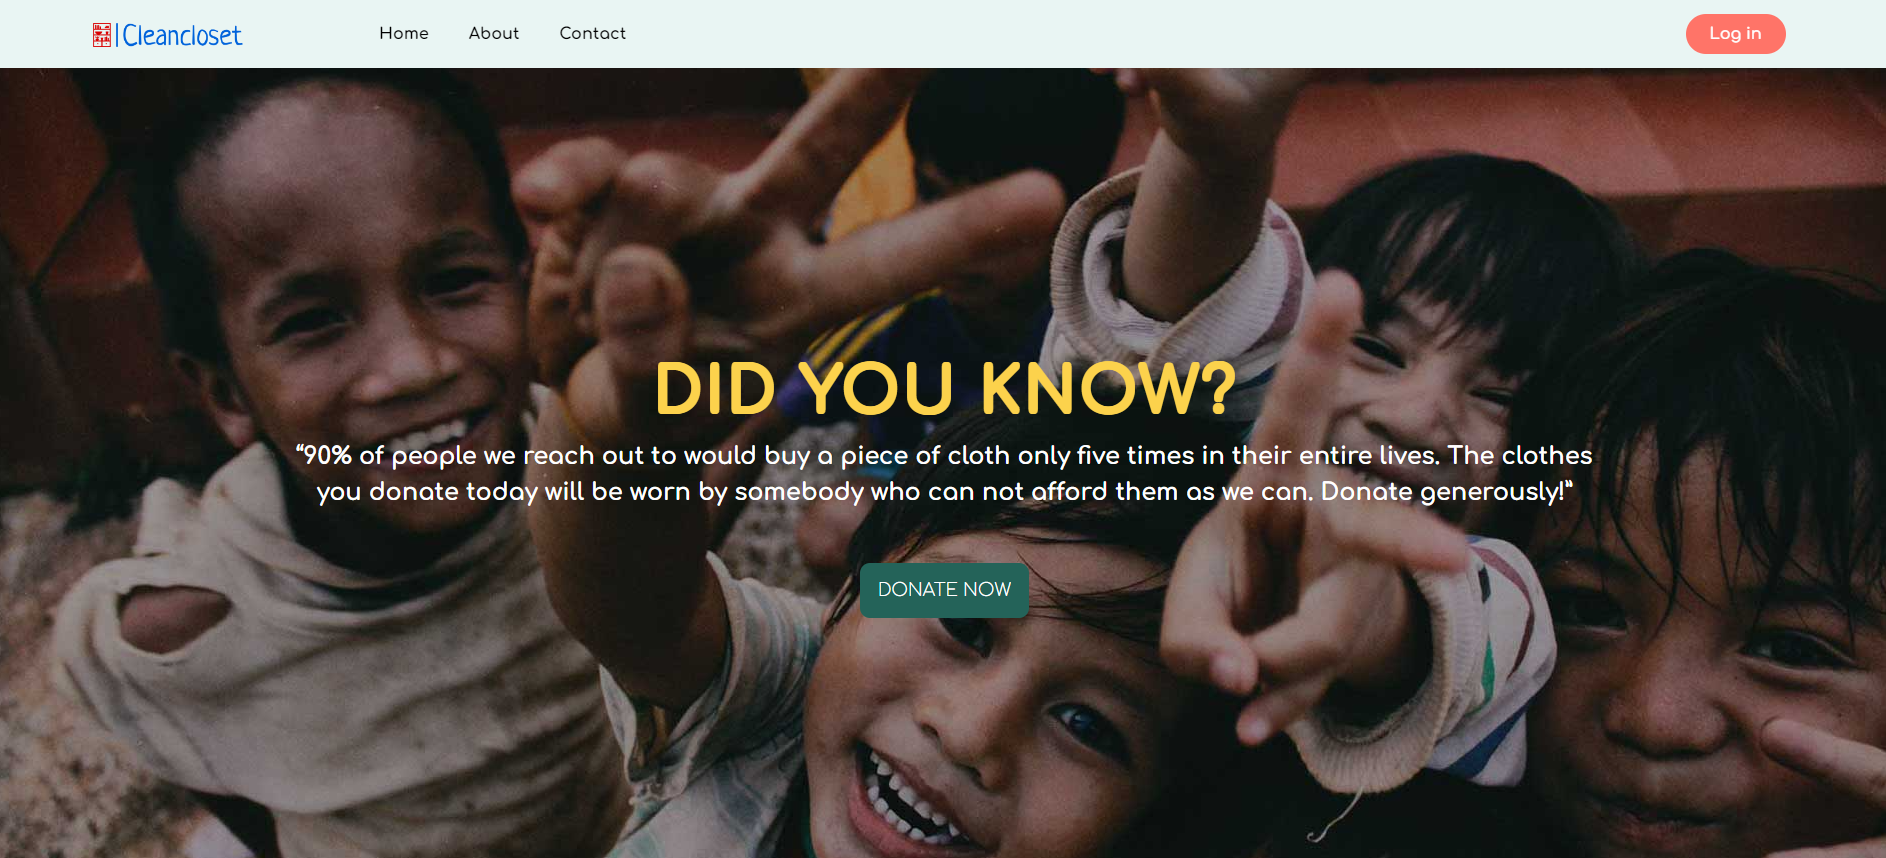 Cleancloset
Home
About
Contact
Log in
DID YOU KNOW?
“90% of people we reach out to would buy a piece of cloth only five times in their entire lives. The clothes
you donate today will be worn by somebody who can not afford them as we can. Donate generously!”
DONATE NOW